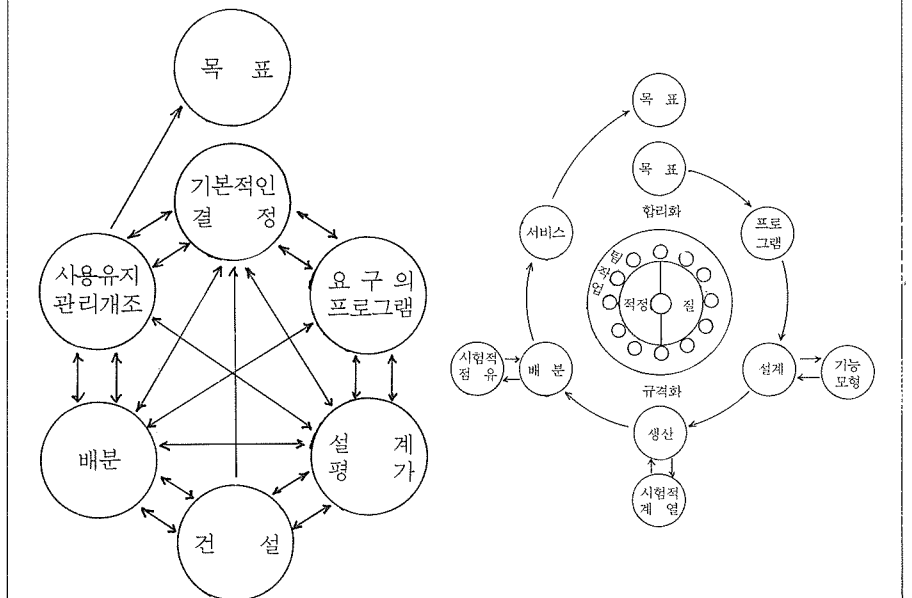 목 표
기본적인
결 정
사용유지
관리개조
요 구 의
프로그램
배분
설 계
평 가
건 설
목 표
목 표
합리화
서비스
프로
그램
적정
질
시험적
점 유
배 분
설계
기능
모형
규격화
생산
시험적
계 열